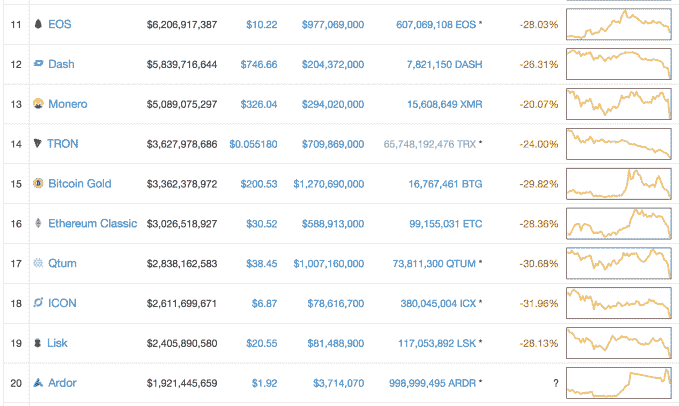 11 EOS $6,206,917,387 $10.22 $977,069,000 607,069,108 EOS * -28.03%
12 Dash $5,839,716,644 $746.66 $204,372,000 7,821,150 DASH -26.31%
13 Monero $5,089,075,297 $326.04 $294,020,000 15,608,649 XMR -20.07%
14 TRON $3,627,978,686 $0.055180 $709,869,000 65,748,192,476 TRX * -24.00%
15 Bitcoin Gold $3,362,378,972 $200.53 $1,270,690,000 16,767,461 BTG -29.82%
16 Ethereum Classic $3,026,518,927 $30.52 $588,913,000 99,155,031 ETC -28.36%
17 Qtum $2,838,162,583 $38.45 $1,007,160,000 73,811,300 QTUM * -30.68%
18 ICON $2,611,699,671 $6.87 $78,616,700 380,045,004 ICX * -31.96%
19 Lisk $2,405,890,580 $20.55 $81,488,900 117,053,892 LSK * -28.13%
20 Ardor $1,921,445,659 $1.92 $3,714,070 998,999,495 ARDR * ?